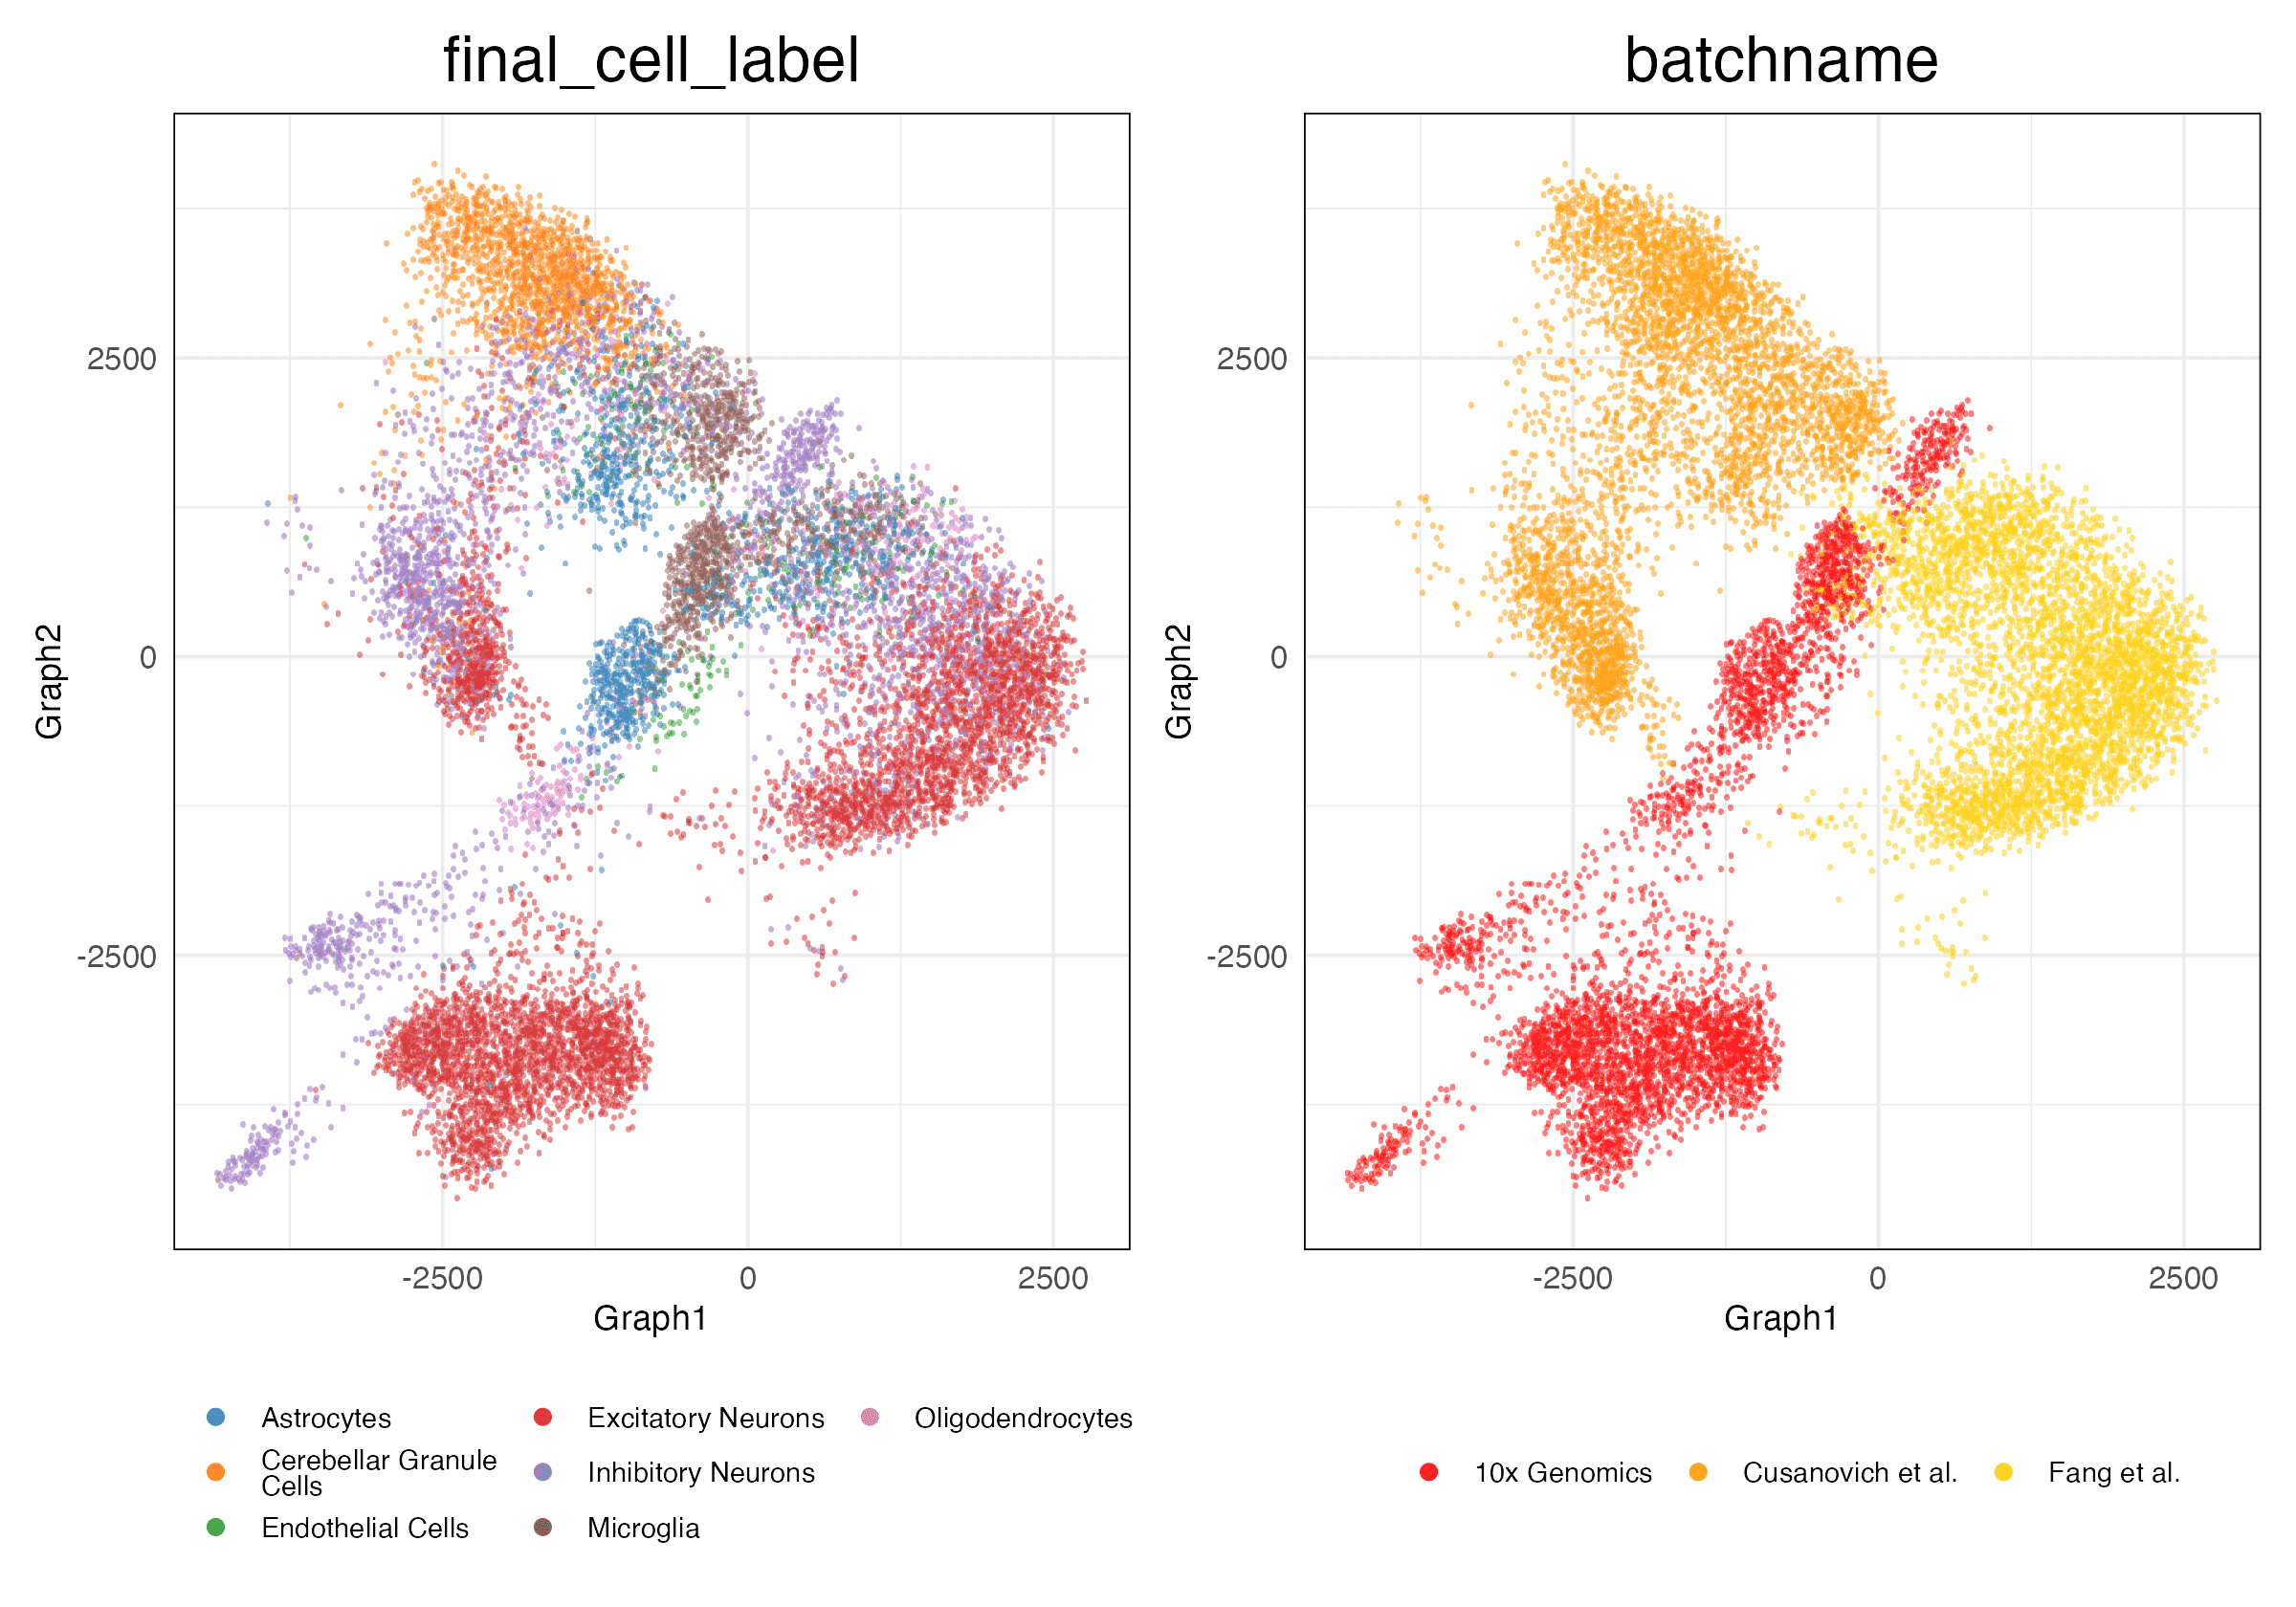 final_cell_label
batchname
2500
0
-2500
Graph2
-2500
0
2500
Graph1
2500
0
-2500
Graph2
-2500
0
2500
Graph1
Astrocytes
Cerebellar Granule
Cells
Endothelial Cells
Excitatory Neurons
Inhibitory Neurons
Microglia
Oligodendrocytes
10x Genomics
Cusanovich et al.
Fang et al.